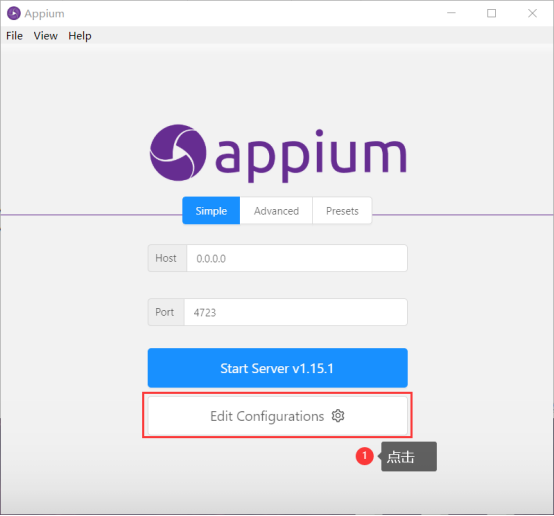 Appium
File View Help
appium
Simple Advanced Presets
Host 0.0.0.0
Port 4723
Start Server v1.15.1
Edit Configurations
1 点击